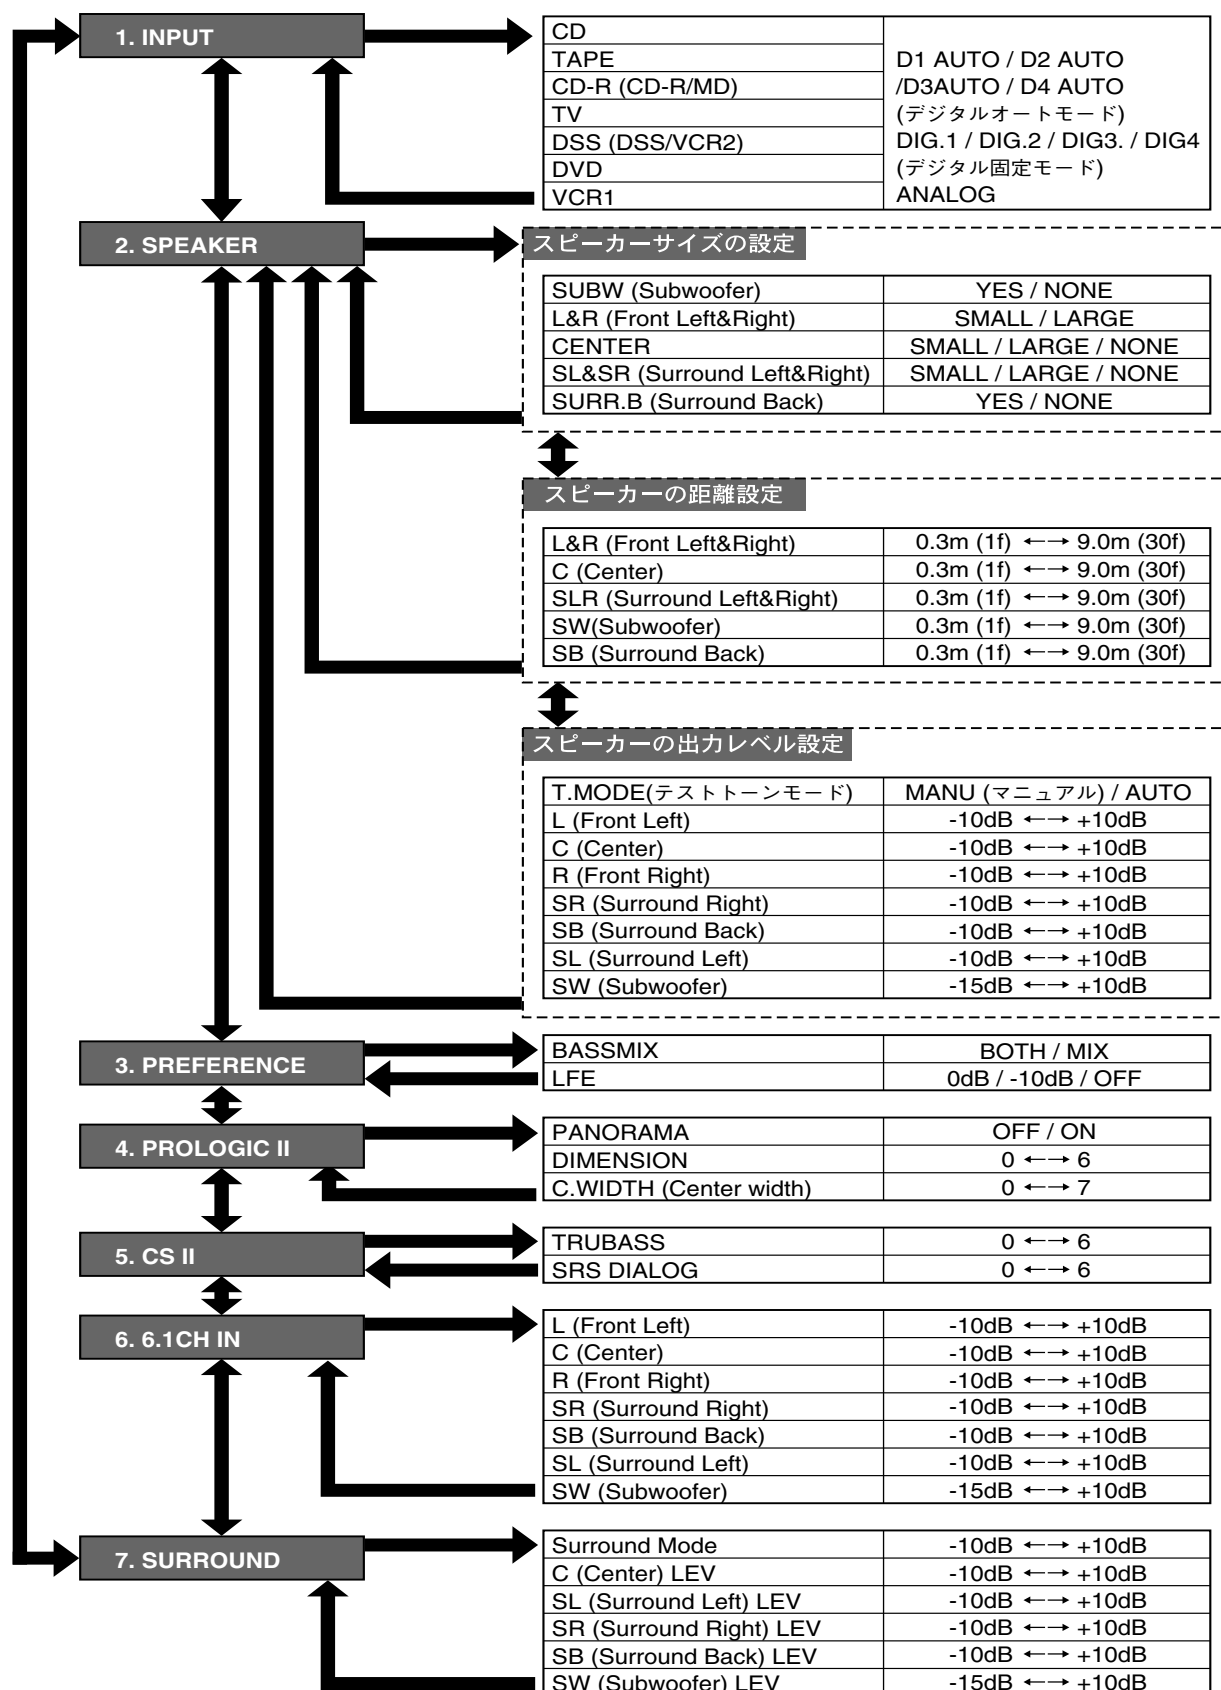 1. INPUT
CD
TAPE
CD-R (CD-R/MD)
TV
DSS (DSS/VCR2)
DVD
VCR1
D1 AUTO / D2 AUTO
/D3AUTO / D4 AUTO
(デジタルオートモード)
DIG.1 / DIG.2 / DIG3. / DIG4
(デジタル固定モード)
ANALOG
2. SPEAKER
スピーカーサイズの設定
SUBW (Subwoofer) YES / NONE
L&R (Front Left&Right) SMALL / LARGE
CENTER SMALL / LARGE / NONE
SL&SR (Surround Left&Right) SMALL / LARGE / NONE
SURR.B (Surround Back) YES / NONE
スピーカーの距離設定
L&R (Front Left&Right) 0.3m (1f) ←→ 9.0m (30f)
C (Center) 0.3m (1f) ←→ 9.0m (30f)
SLR (Surround Left&Right) 0.3m (1f) ←→ 9.0m (30f)
SW(Subwoofer) 0.3m (1f) ←→ 9.0m (30f)
SB (Surround Back) 0.3m (1f) ←→ 9.0m (30f)
スピーカーの出力レベル設定
T.MODE(テストトーンモード) MANU (マニュアル) / AUTO
L (Front Left) -10dB ←→ +10dB
C (Center) -10dB ←→ +10dB
R (Front Right) -10dB ←→ +10dB
SR (Surround Right) -10dB ←→ +10dB
SB (Surround Back) -10dB ←→ +10dB
SL (Surround Left) -10dB ←→ +10dB
SW (Subwoofer) -15dB ←→ +10dB
3. PREFERENCE
BASSMIX BOTH / MIX
LFE 0dB / -10dB / OFF
4. PROLOGIC II
PANORAMA OFF / ON
DIMENSION 0 ←→ 6
C.WIDTH (Center width) 0 ←→ 7
5. CS II
TRUBASS 0 ←→ 6
SRS DIALOG 0 ←→ 6
6. 6.1CH IN
L (Front Left) -10dB ←→ +10dB
C (Center) -10dB ←→ +10dB
R (Front Right) -10dB ←→ +10dB
SR (Surround Right) -10dB ←→ +10dB
SB (Surround Back) -10dB ←→ +10dB
SL (Surround Left) -10dB ←→ +10dB
SW (Subwoofer) -15dB ←→ +10dB
7. SURROUND
Surround Mode -10dB ←→ +10dB
C (Center) LEV -10dB ←→ +10dB
SL (Surround Left) LEV -10dB ←→ +10dB
SR (Surround Right) LEV -10dB ←→ +10dB
SB (Surround Back) LEV -10dB ←→ +10dB
SW (Subwoofer) LEV -15dB ←→ +10dB